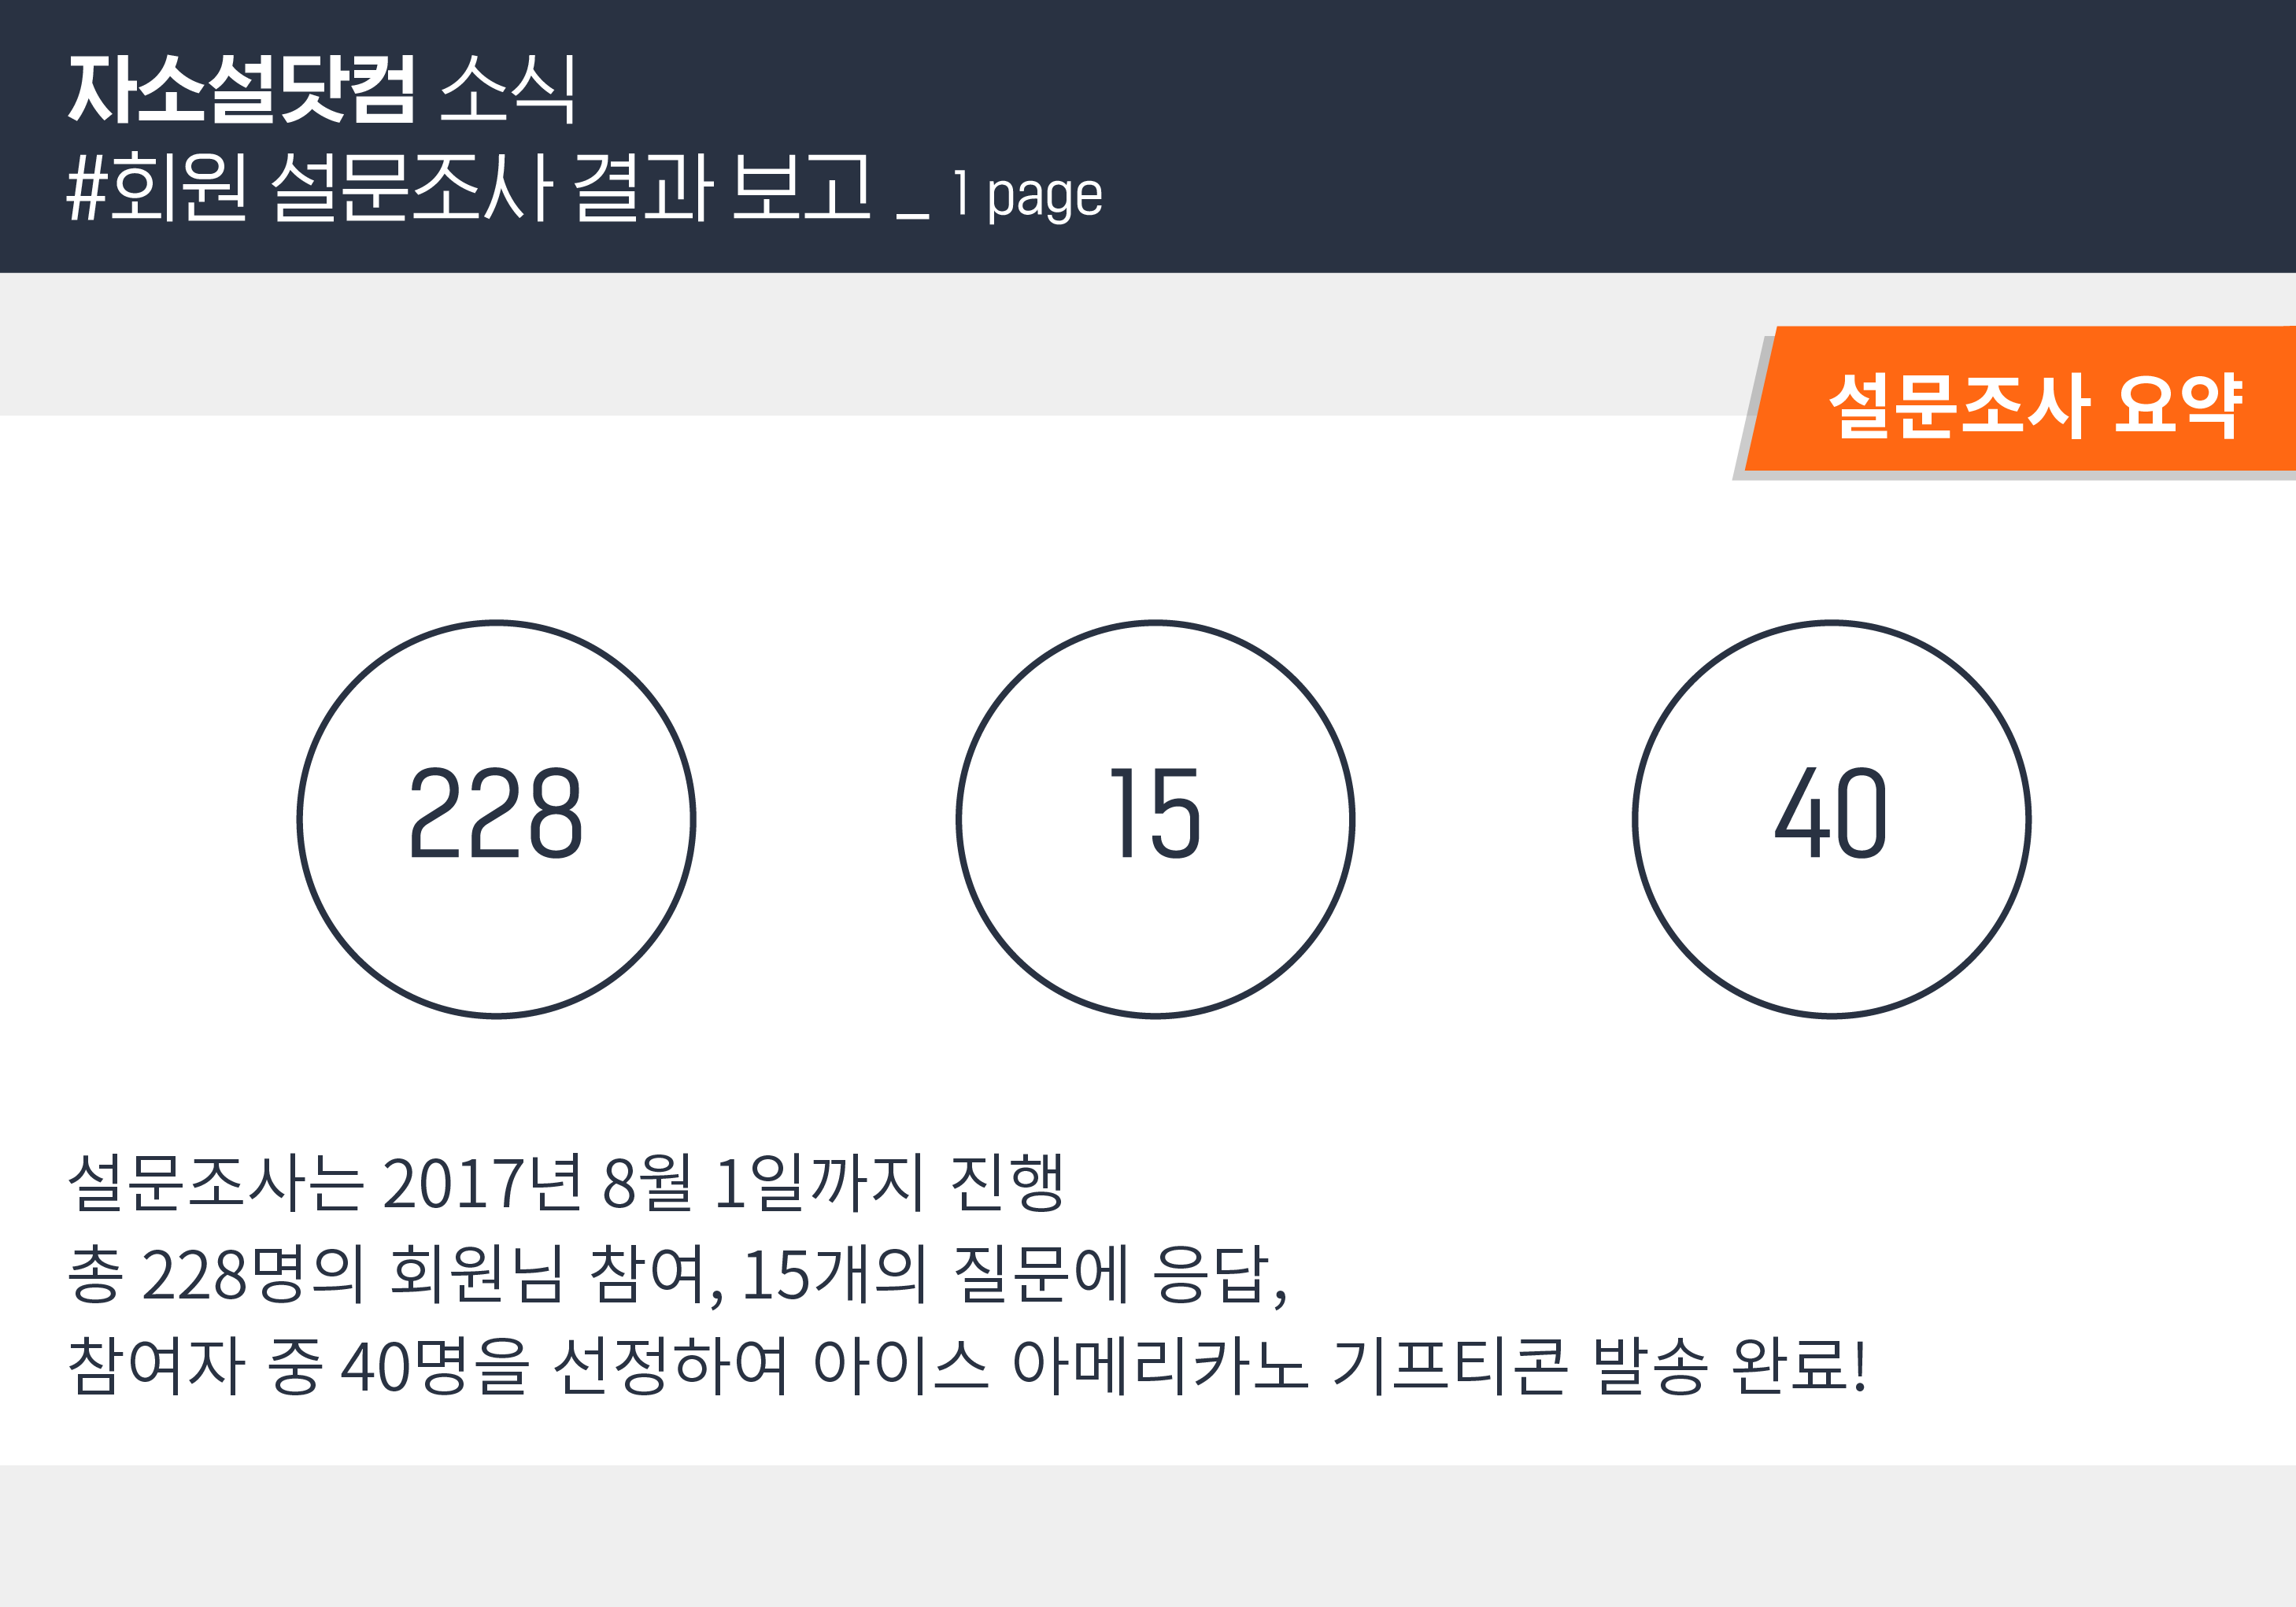 자소설닷컴 소식
#회원 설문조사 결과 보고 _ 1 page
설문조사 요약
228
15
40
설문조사는 2017년 8월 1일까지 진행
총 228명의 회원님 참여, 15개의 질문에 응답,
참여자 중 40명을 선정하여 아이스 아메리카노 기프티콘 발송 완료!